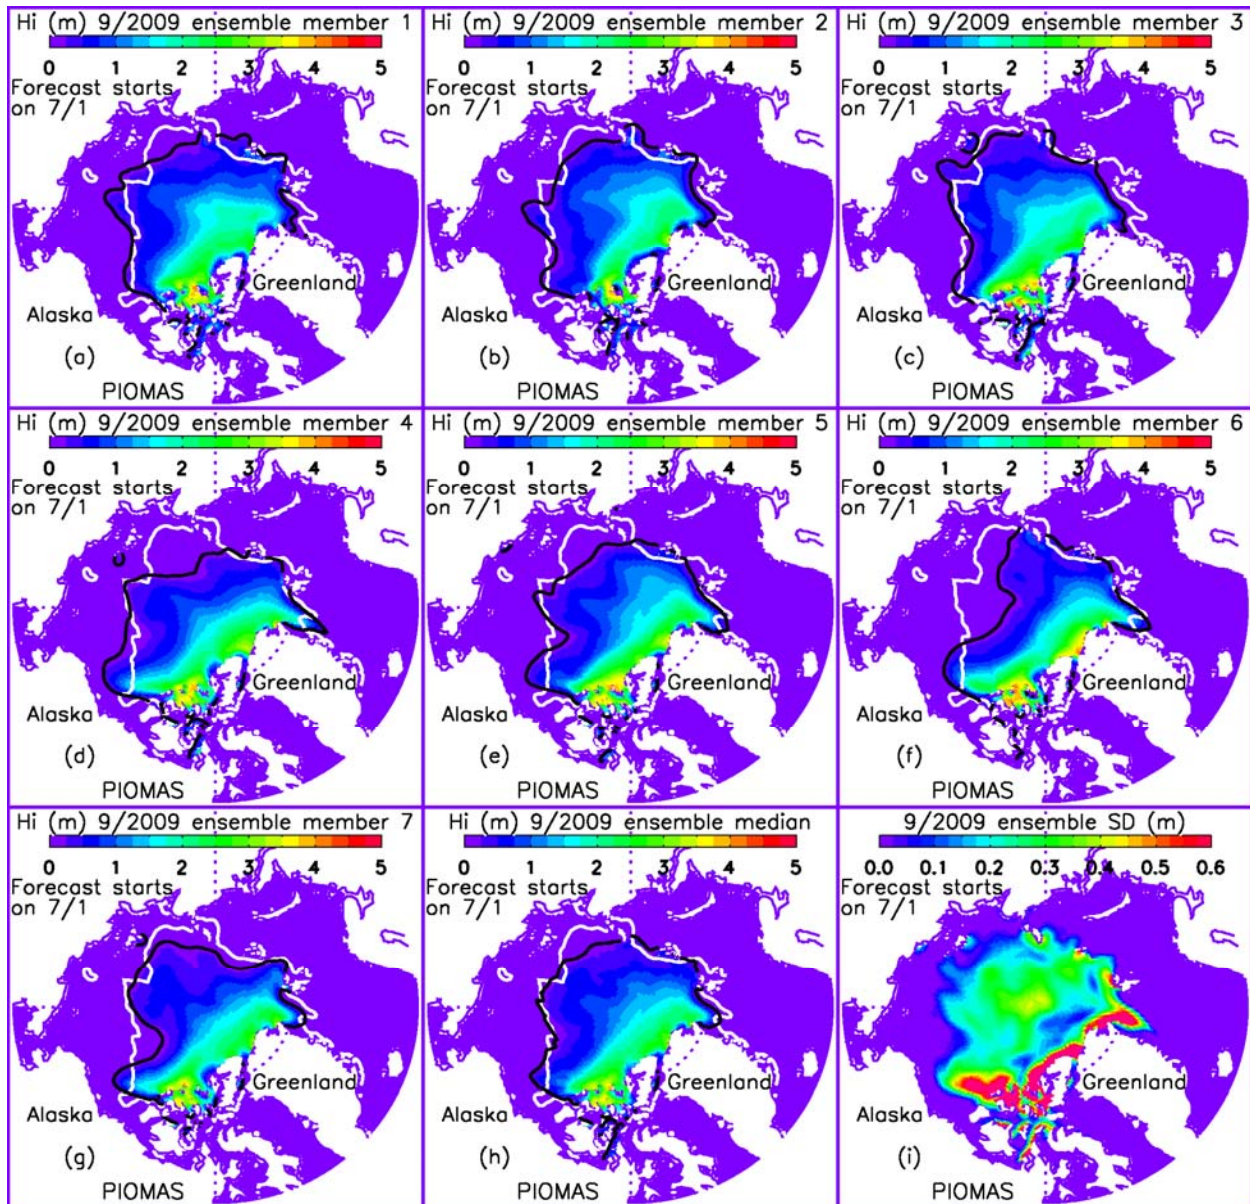 Hi (m) 9/2009 ensemble member 1
0 1 2 3 4 5
Forecast starts
on 7/1
Greenland
Alaska
(a)
PIOMAS
Hi (m) 9/2009 ensemble member 2
0 1 2 3 4 5
Forecast starts
on 7/1
Greenland
Alaska
(b)
PIOMAS
Hi (m) 9/2009 ensemble member 3
0 1 2 3 4 5
Forecast starts
on 7/1
Greenland
Alaska
(c)
PIOMAS
Hi (m) 9/2009 ensemble member 4
0 1 2 3 4 5
Forecast starts
on 7/1
Greenland
Alaska
(d)
PIOMAS
Hi (m) 9/2009 ensemble member 5
0 1 2 3 4 5
Forecast starts
on 7/1
Greenland
Alaska
(e)
PIOMAS
Hi (m) 9/2009 ensemble member 6
0 1 2 3 4 5
Forecast starts
on 7/1
Greenland
Alaska
(f)
PIOMAS
Hi (m) 9/2009 ensemble member 7
0 1 2 3 4 5
Forecast starts
on 7/1
Greenland
Alaska
(g)
PIOMAS
Hi (m) 9/2009 ensemble median
0 1 2 3 4 5
Forecast starts
on 7/1
Greenland
Alaska
(h)
PIOMAS
9/2009 ensemble SD (m)
0.0 0.1 0.2 0.3 0.4 0.5 0.6
Forecast starts
on 7/1
Greenland
Alaska
(i)
PIOMAS